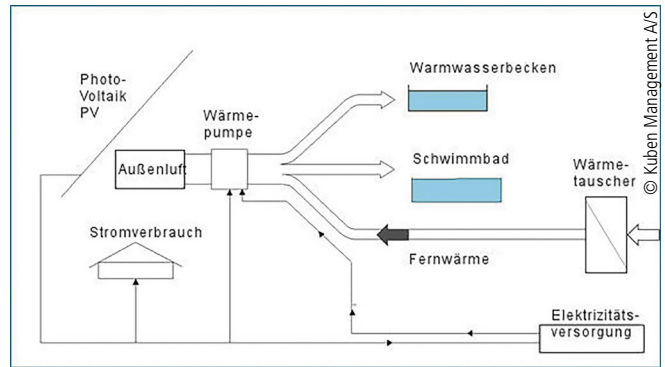 Photo-
Voltaik
PV
Wärme-
pumpe
Außenluft
Stromverbrauch
Warmwasserbecken
Schwimmbad
Wärme-
tauscher
Fernwärme
Elektrizitäts-
versorgung
© Kuben Management A/S